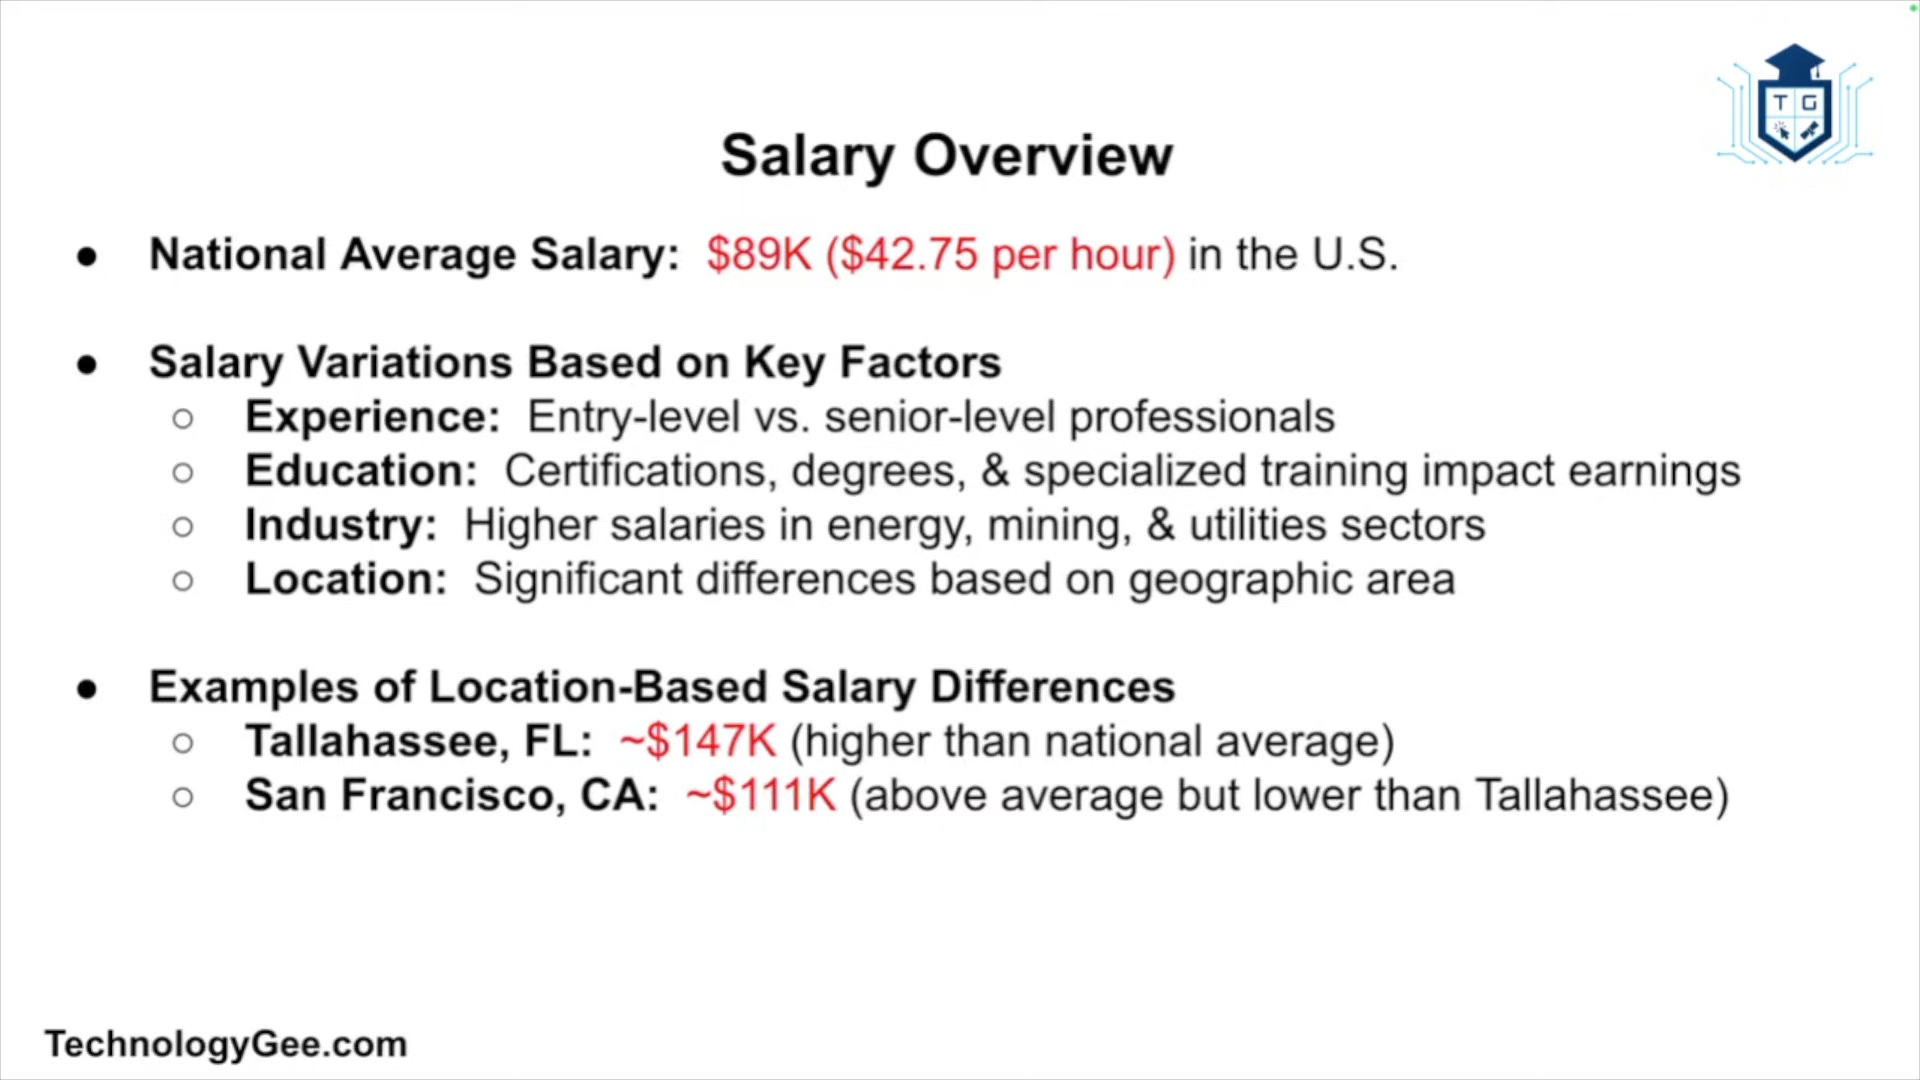 T G
Salary Overview
● National Average Salary: $89K ($42.75 per hour) in the U.S.
● Salary Variations Based on Key Factors
○ Experience: Entry-level vs. senior-level professionals
○ Education: Certifications, degrees, & specialized training impact earnings
○ Industry: Higher salaries in energy, mining, & utilities sectors
○ Location: Significant differences based on geographic area
● Examples of Location-Based Salary Differences
○ Tallahassee, FL: ~$147K (higher than national average)
○ San Francisco, CA: ~$111K (above average but lower than Tallahassee)
TechnologyGee.com